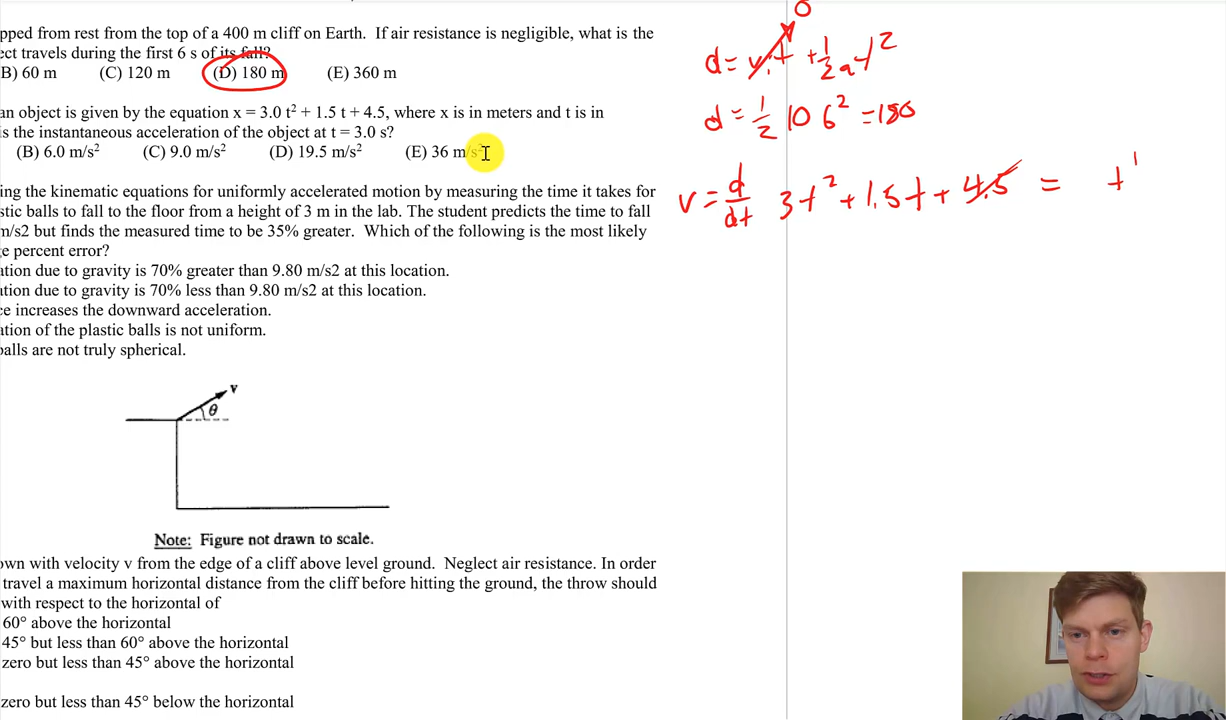 pped from rest from the top of a 400 m cliff on Earth. If air resistance is negligible, what is the
ect travels during the first 6 s of its fall?
B) 60 m (C) 120 m (D) 180 m (E) 360 m
an object is given by the equation x = 3.0 t² + 1.5 t + 4.5, where x is in meters and t is in
is the instantaneous acceleration of the object at t = 3.0 s?
(B) 6.0 m/s² (C) 9.0 m/s² (D) 19.5 m/s² (E) 36 m/s²
ing the kinematic equations for uniformly accelerated motion by measuring the time it takes for
stic balls to fall to the floor from a height of 3 m in the lab. The student predicts the time to fall
m/s2 but finds the measured time to be 35% greater. Which of the following is the most likely
e percent error?
ation due to gravity is 70% greater than 9.80 m/s2 at this location.
ation due to gravity is 70% less than 9.80 m/s2 at this location.
ce increases the downward acceleration.
ation of the plastic balls is not uniform.
balls are not truly spherical.
v
θ
Note: Figure not drawn to scale.
own with velocity v from the edge of a cliff above level ground. Neglect air resistance. In order
travel a maximum horizontal distance from the cliff before hitting the ground, the throw should
with respect to the horizontal of
60° above the horizontal
45° but less than 60° above the horizontal
zero but less than 45° above the horizontal
zero but less than 45° below the horizontal
0
d = vᵢt + 1/2 a t²
d = 1/2 10 6² = 180
v = d/dt 3t² + 1.5t + 4.5 = t¹